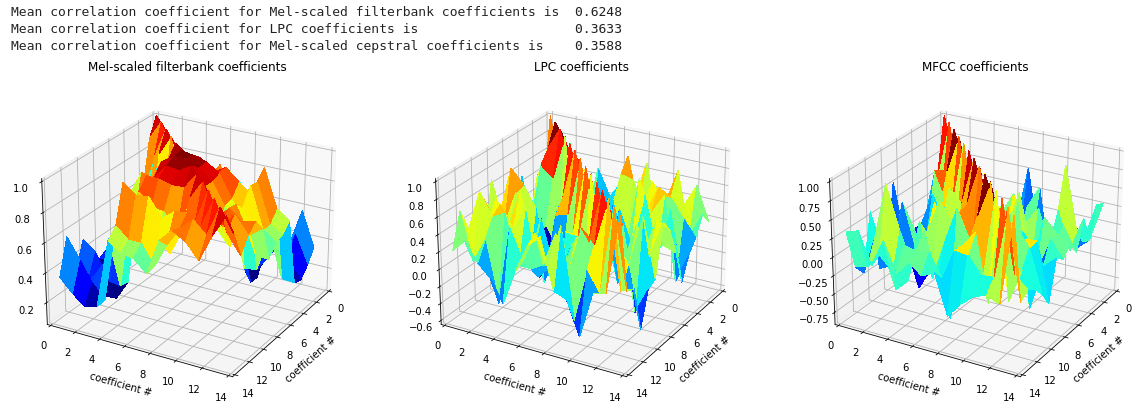 Mean correlation coefficient for Mel-scaled filterbank coefficients is 0.6248
Mean correlation coefficient for LPC coefficients is 0.3633
Mean correlation coefficient for Mel-scaled cepstral coefficients is 0.3588
Mel-scaled filterbank coefficients
1.0
0.8
0.6
0.4
0.2
0 2 4 6 8 10 12 14
coefficient #
0 2 4 6 8 10 12 14
coefficient #
LPC coefficients
1.0
0.8
0.6
0.4
0.2
0.0
−0.2
−0.4
−0.6
0 2 4 6 8 10 12 14
coefficient #
0 2 4 6 8 10 12 14
coefficient #
MFCC coefficients
1.00
0.75
0.50
0.25
0.00
−0.25
−0.50
−0.75
0 2 4 6 8 10 12 14
coefficient #
0 2 4 6 8 10 12 14
coefficient #